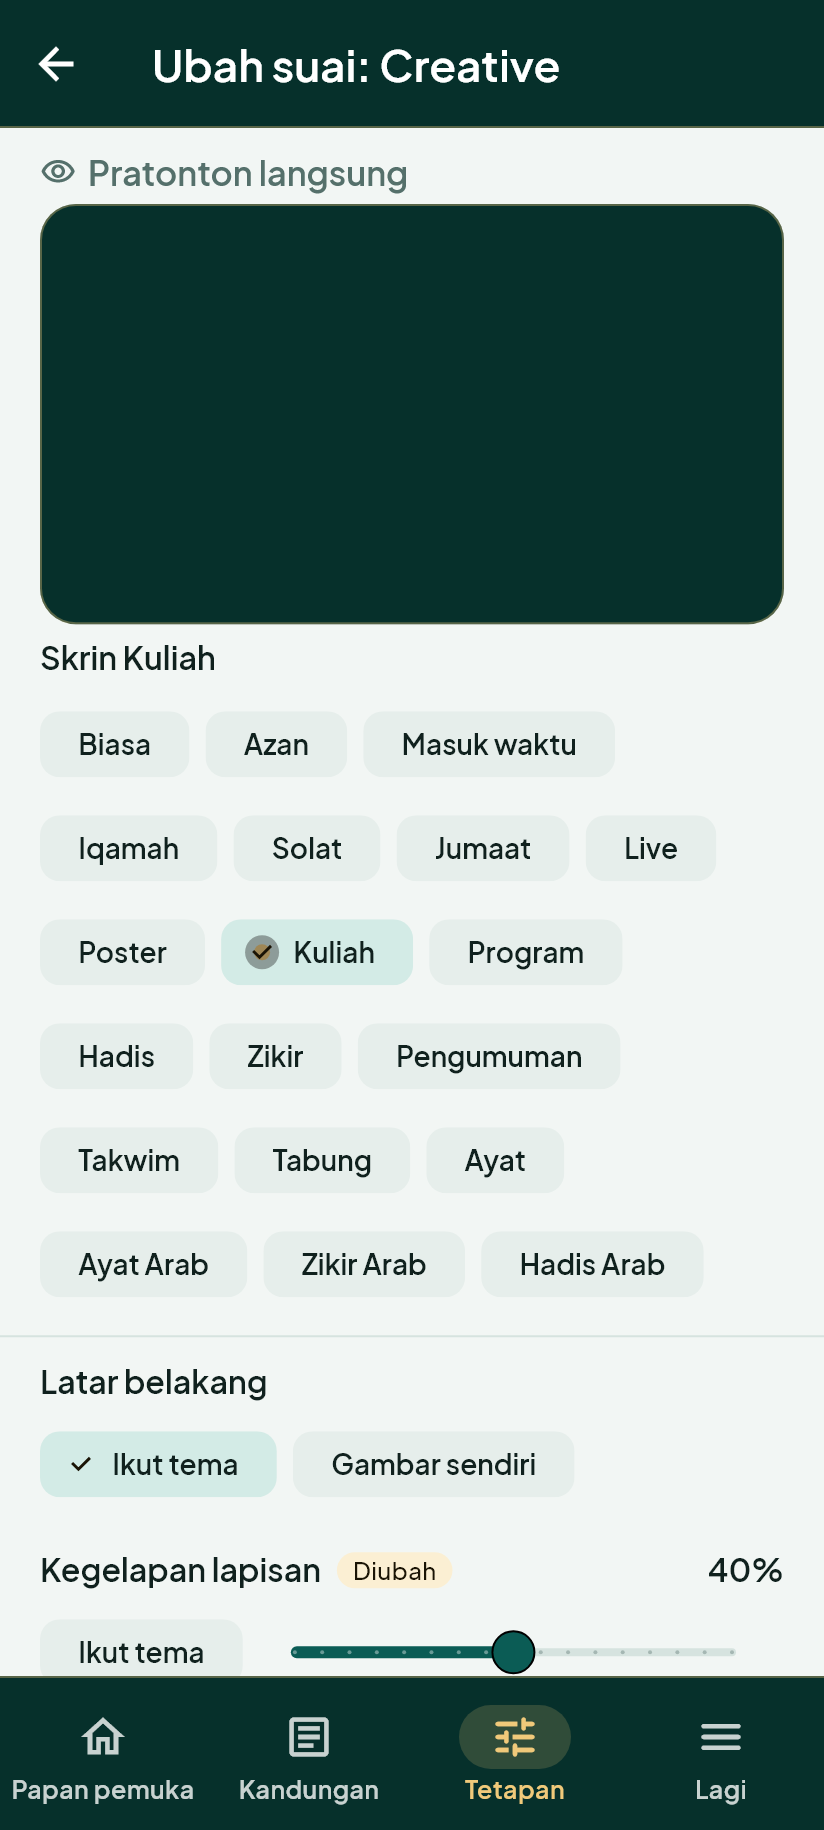 Ubah suai: Creative
Pratonton langsung
Skrin Kuliah
Biasa Azan Masuk waktu
Iqamah Solat Jumaat Live
Poster Kuliah Program
Hadis Zikir Pengumuman
Takwim Tabung Ayat
Ayat Arab Zikir Arab Hadis Arab
Latar belakang
Ikut tema Gambar sendiri
Kegelapan lapisan Diubah 40%
Ikut tema
Papan pemuka Kandungan Tetapan Lagi